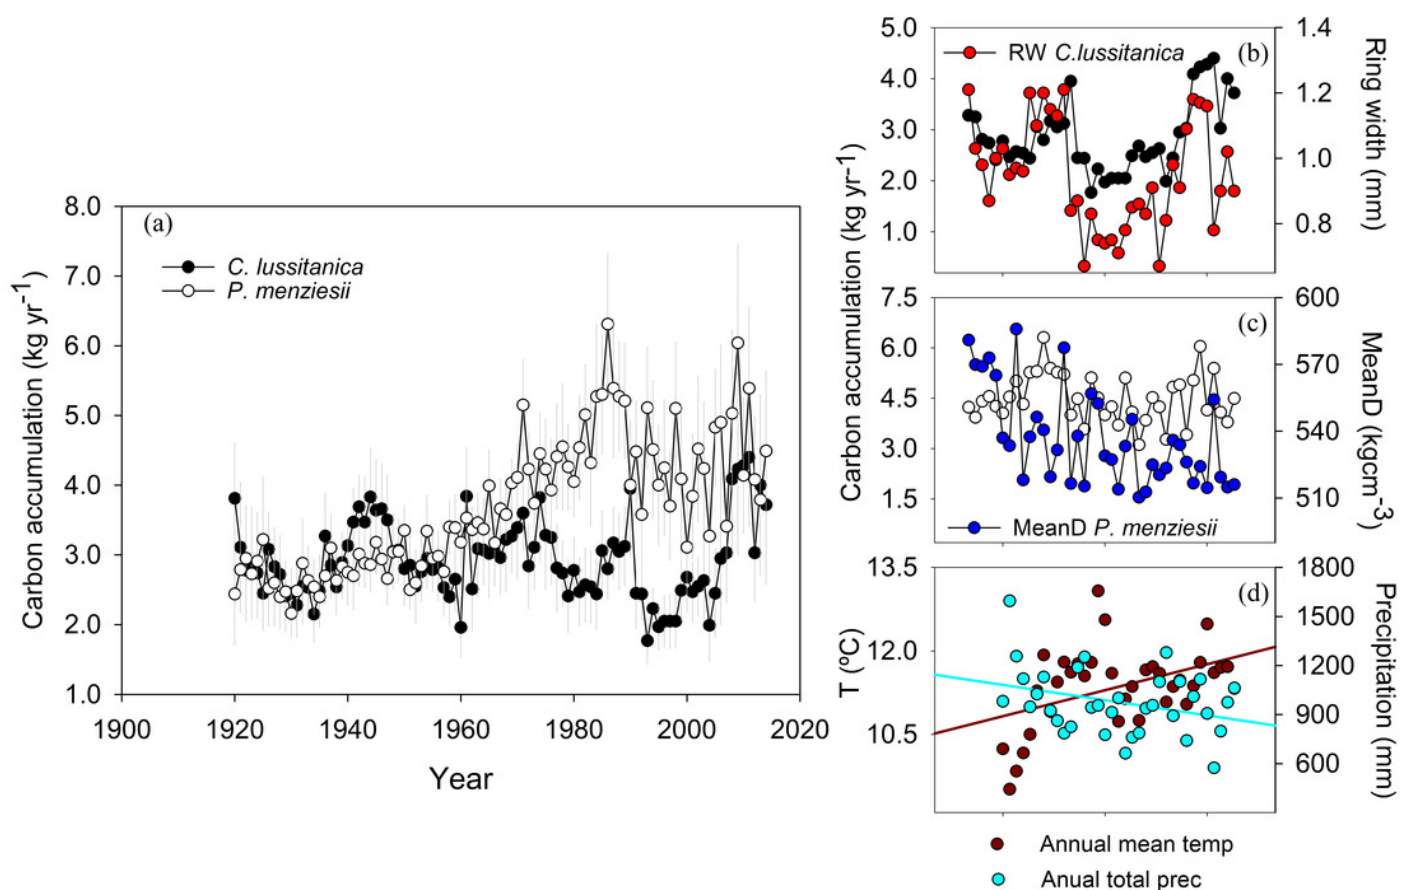 (a)
C. lussitanica
P. menziesii
Carbon accumulation (kg yr-1)
8.0
7.0
6.0
5.0
4.0
3.0
2.0
1.0
1900
1920
1940
1960
1980
2000
2020
Year
(b)
RW C.lussitanica
Carbon accumulation (kg yr-1)
5.0
4.0
3.0
2.0
1.0
1.4
1.2
1.0
0.8
Ring width (mm)
(c)
MeanD P. menziesii
7.5
6.0
4.5
3.0
1.5
600
570
540
510
MeanD (kgcm-3)
(d)
T (ºC)
13.5
12.0
10.5
1800
1500
1200
900
600
Precipitation (mm)
Annual mean temp
Anual total prec